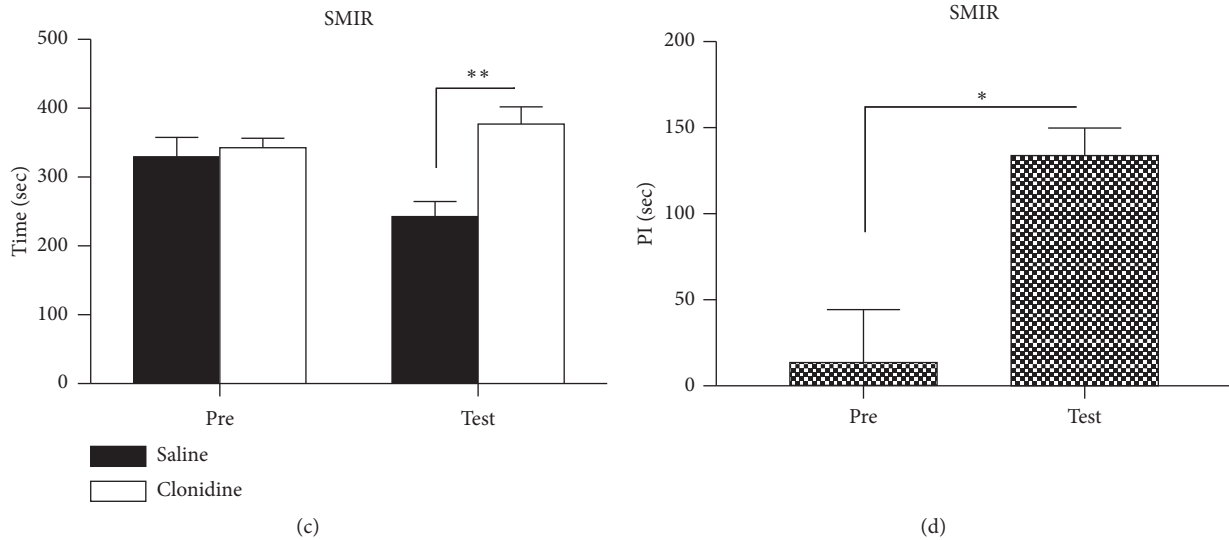 SMIR
500
400
300
200
100
0
Time (sec)
**
Pre
Test
Saline
Clonidine
(c)
SMIR
200
150
100
50
0
PI (sec)
*
Pre
Test
(d)